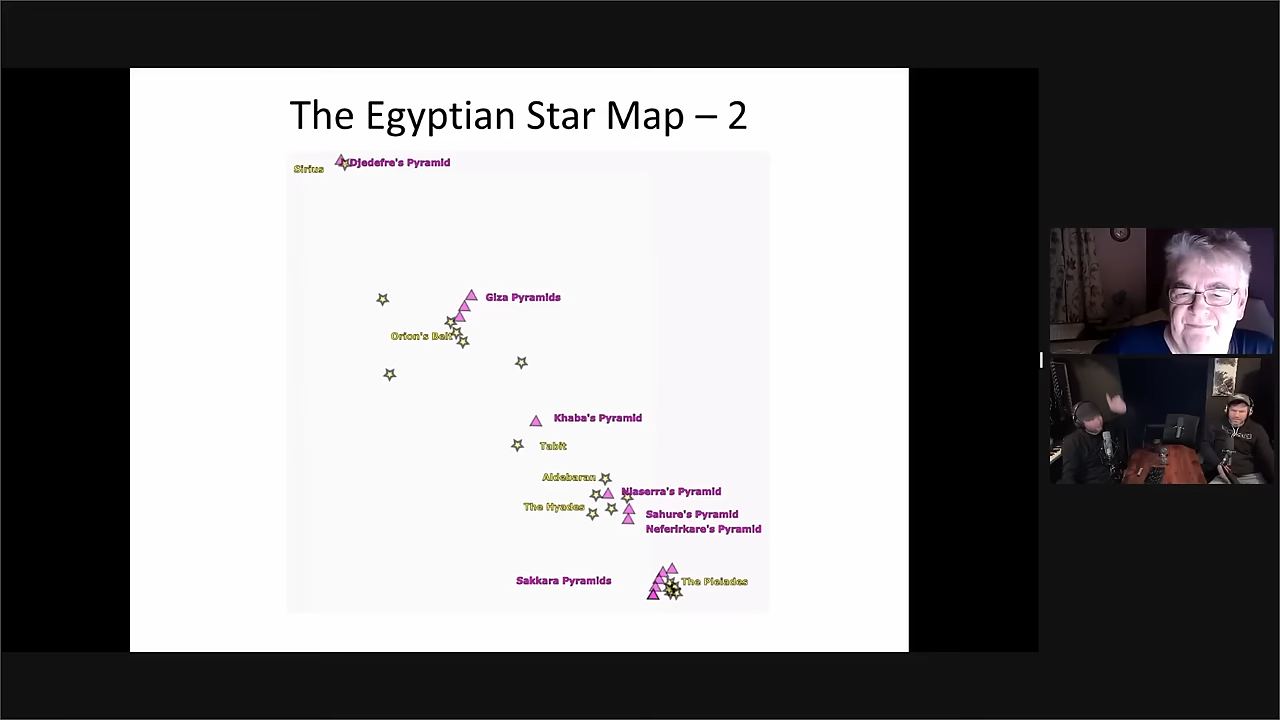 The Egyptian Star Map – 2
Sirius
Djedefre's Pyramid
Giza Pyramids
Orion's Belt
Khaba's Pyramid
Tabit
Aldebaran
Niaserra's Pyramid
The Hyades
Sahure's Pyramid
Neferirkare's Pyramid
Sakkara Pyramids
The Pleiades